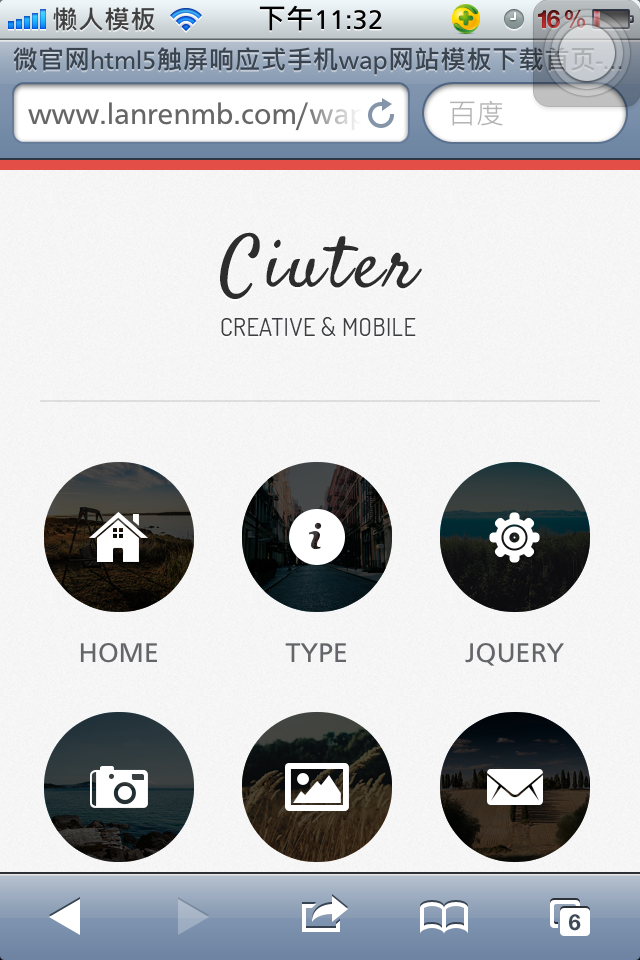 懒人模板 下午11:32 16%
微官网html5触屏响应式手机wap网站模板下载首页-...
www.lanrenmb.com/wap 百度
Ciuter
CREATIVE & MOBILE
HOME TYPE JQUERY
6